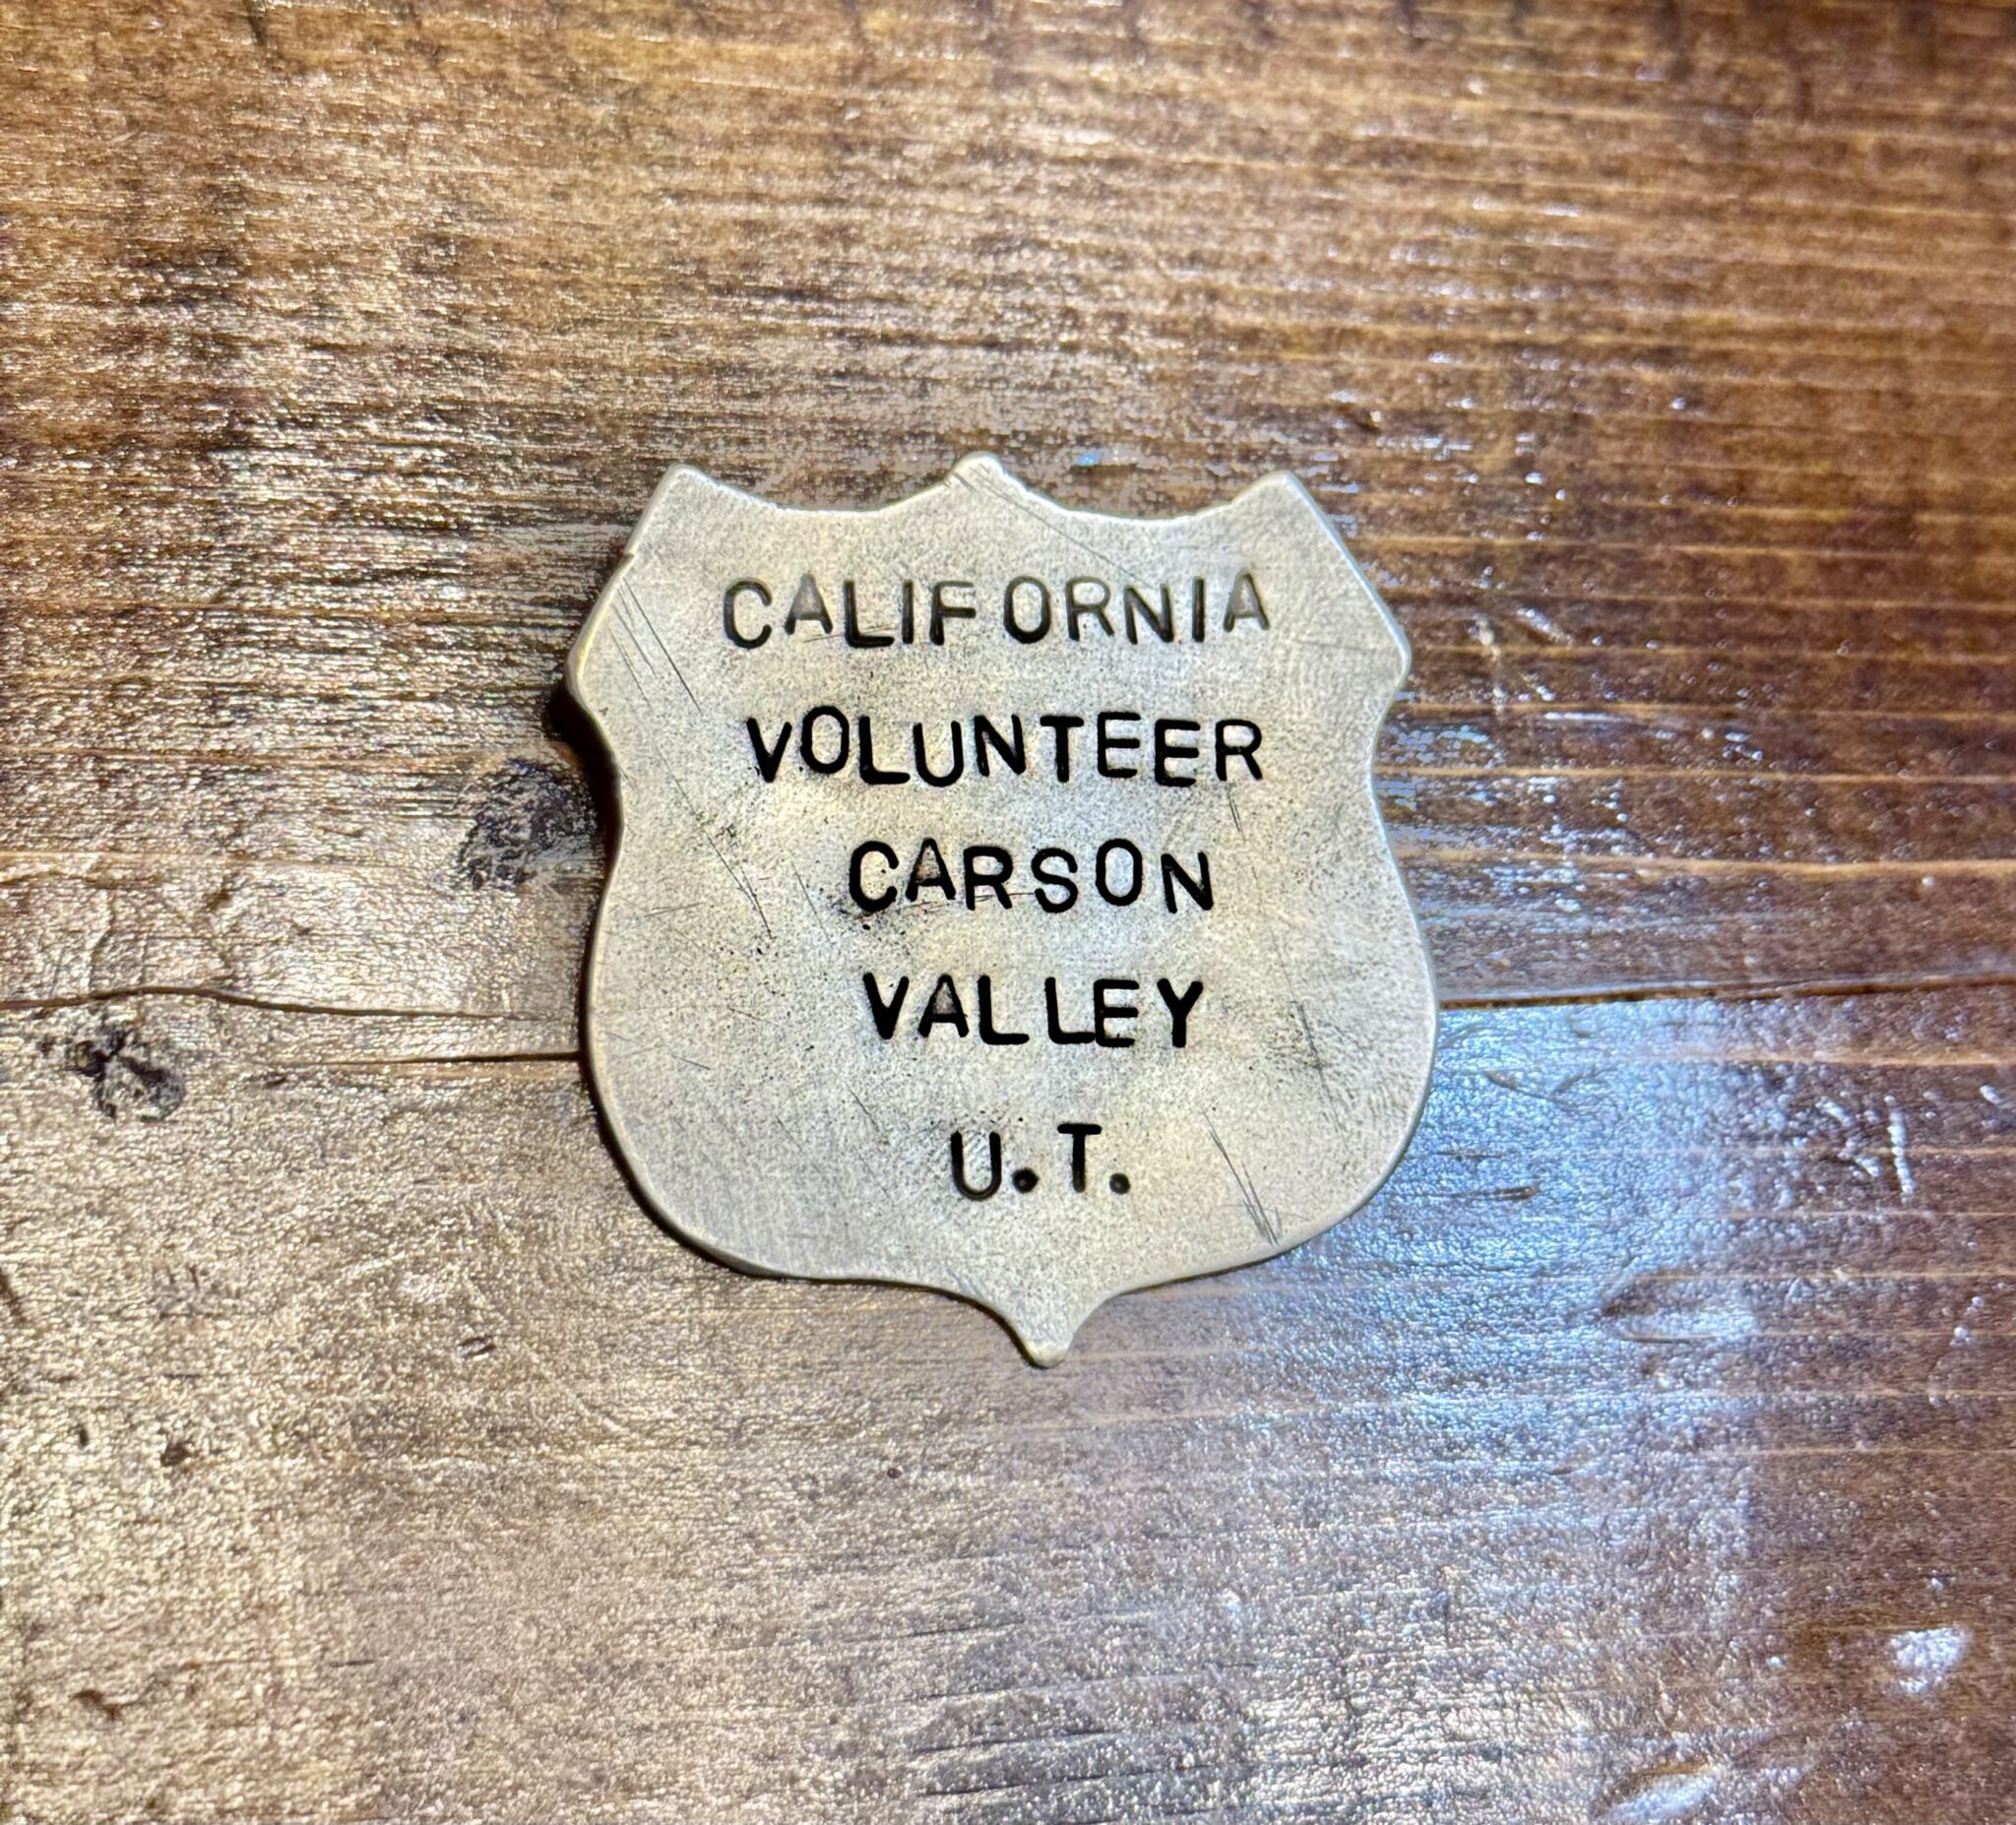 CALIFORNIA
VOLUNTEER
CARSON
VALLEY
U.T.